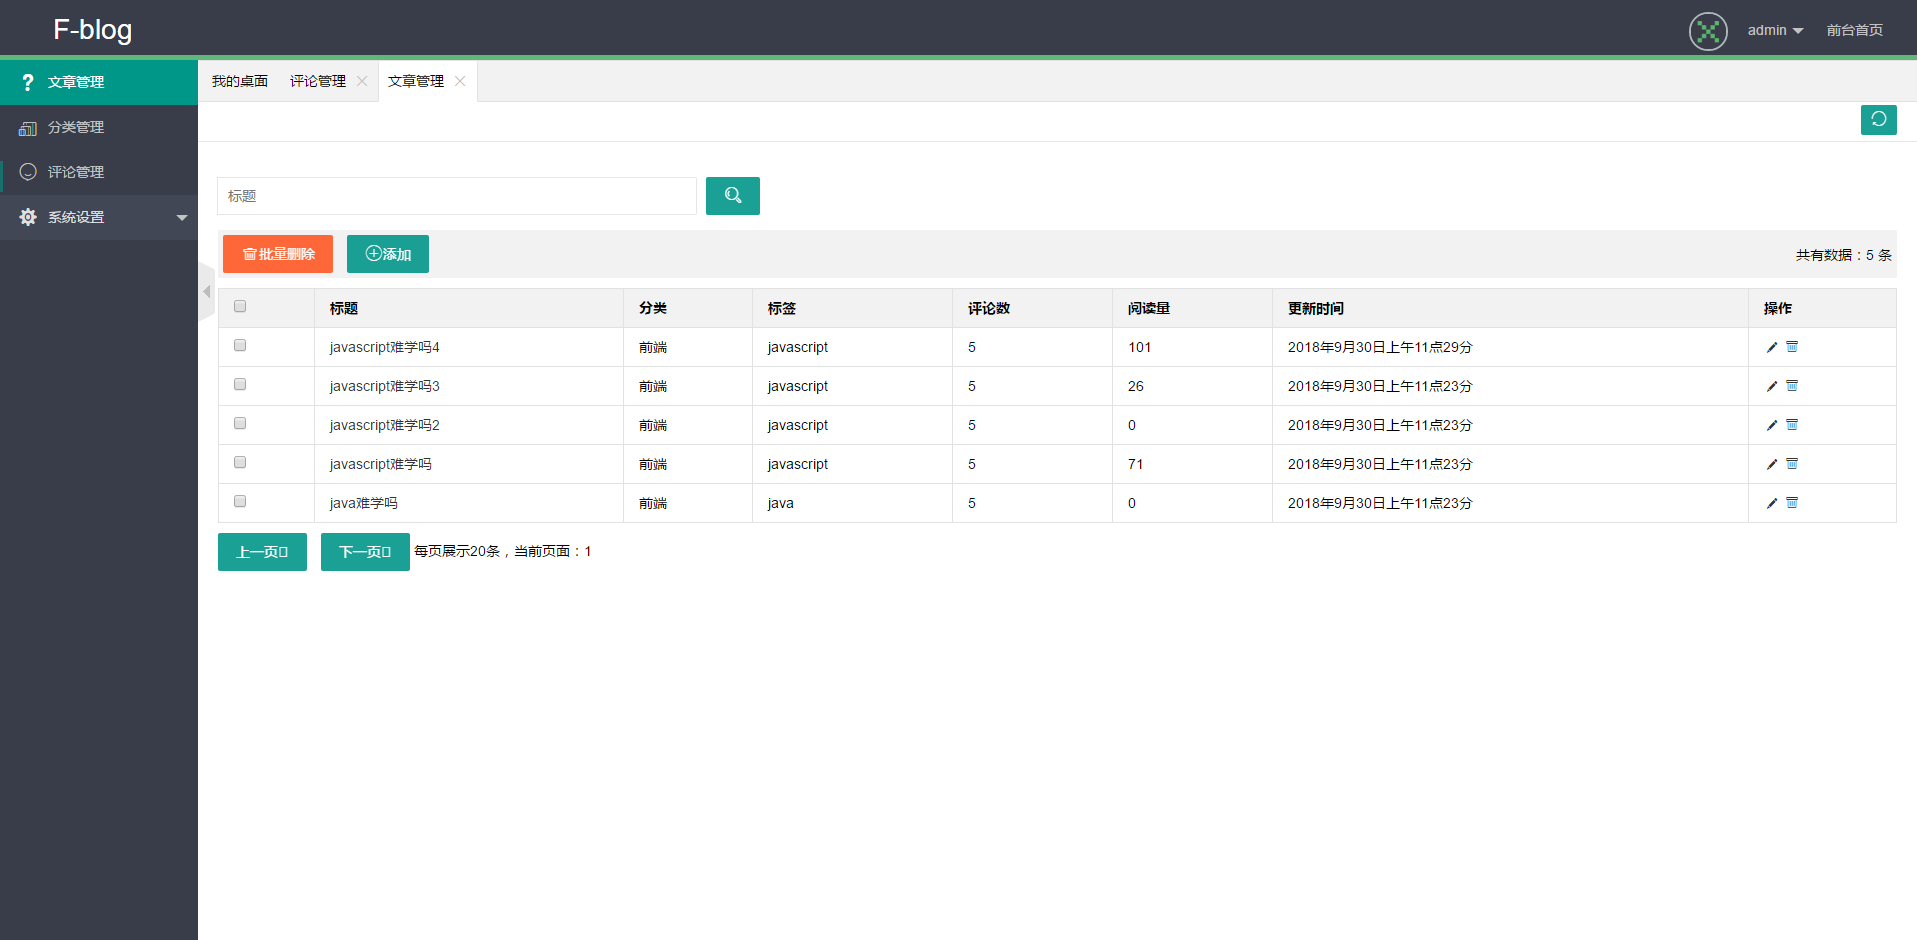 F-blog
admin 前台首页
文章管理
分类管理
评论管理
系统设置
我的桌面 评论管理 文章管理
标题
批量删除 添加 共有数据：5 条
标题 分类 标签 评论数 阅读量 更新时间 操作
javascript难学吗4 前端 javascript 5 101 2018年9月30日上午11点29分
javascript难学吗3 前端 javascript 5 26 2018年9月30日上午11点23分
javascript难学吗2 前端 javascript 5 0 2018年9月30日上午11点23分
javascript难学吗 前端 javascript 5 71 2018年9月30日上午11点23分
java难学吗 前端 java 5 0 2018年9月30日上午11点23分
上一页 下一页 每页展示20条，当前页面：1